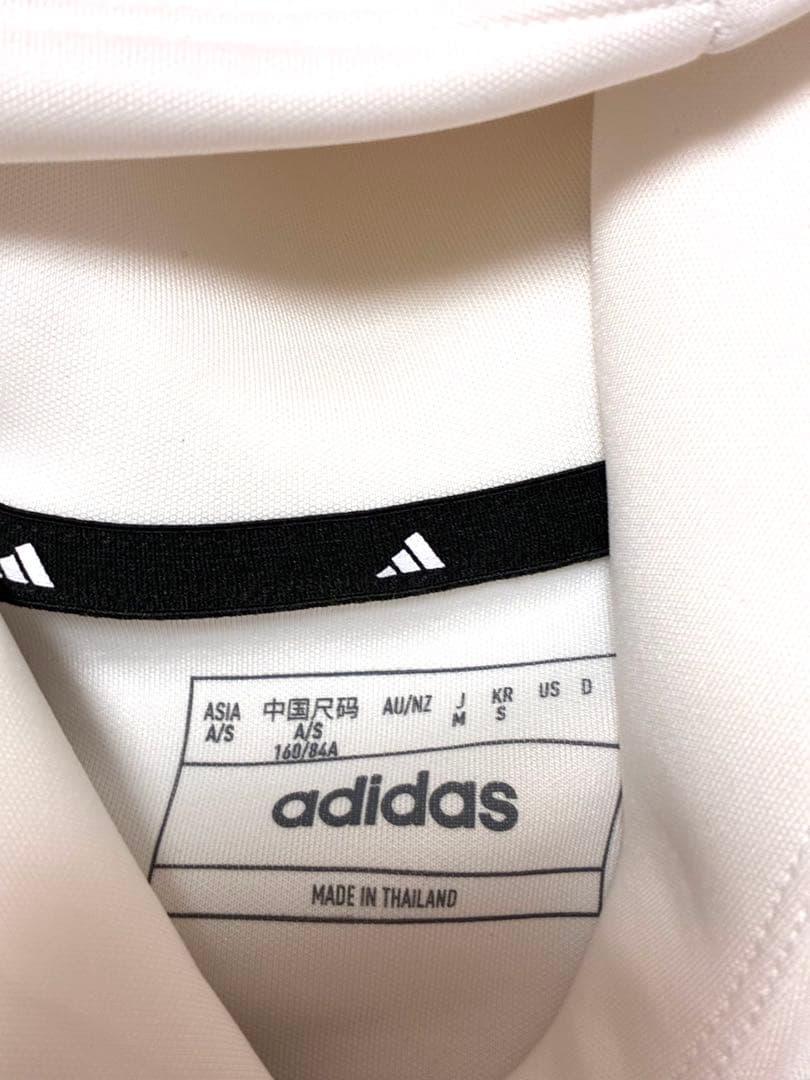 ASIA 中国尺码 AU/NZ J KR US D
A/S A/S M S
160/84A
adidas
MADE IN THAILAND